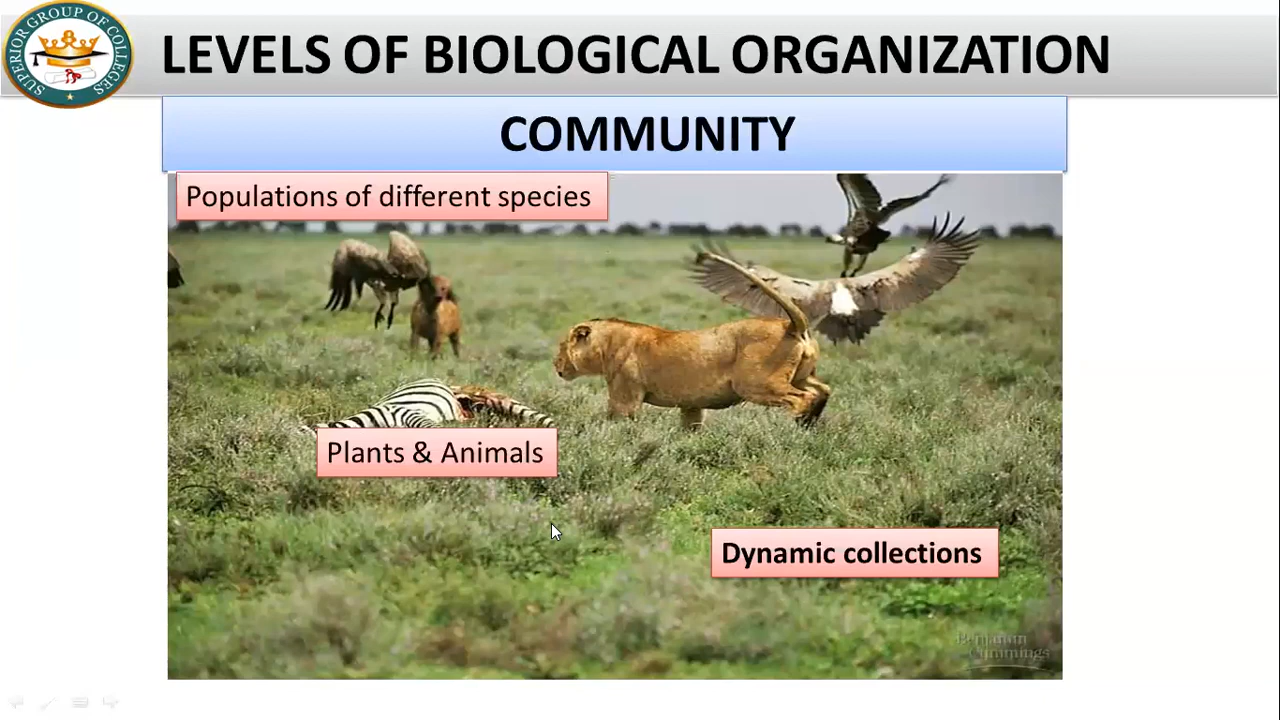 SUPERIOR GROUP OF COLLEGES
LEVELS OF BIOLOGICAL ORGANIZATION
COMMUNITY
Populations of different species
Plants & Animals
Dynamic collections
Benjamin
Cummings